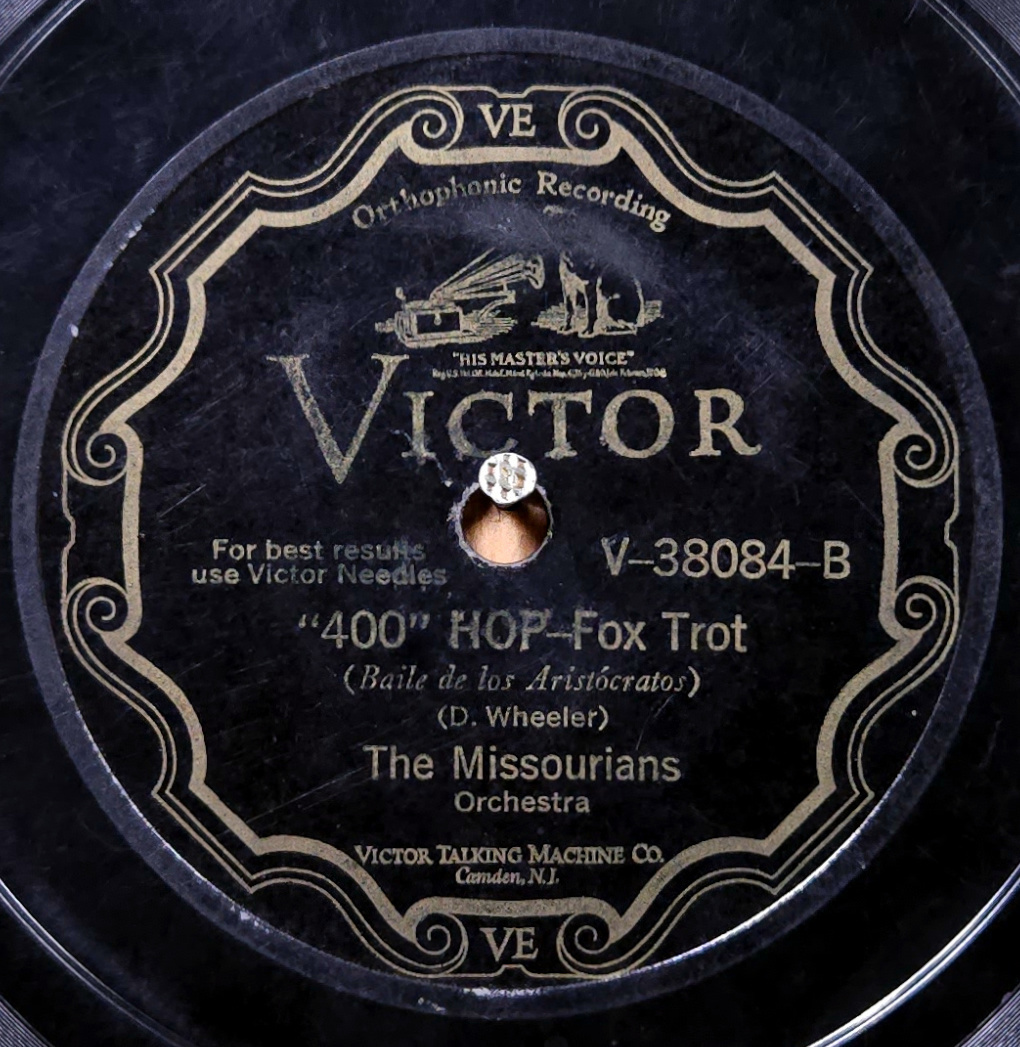 VE
Orthophonic Recording
"HIS MASTER'S VOICE"
VICTOR
For best results
use Victor Needles
V–38084–B
"400" HOP–Fox Trot
(Baile de los Aristócratos)
(D. Wheeler)
The Missourians
Orchestra
VICTOR TALKING MACHINE CO.
Camden, N.J.
VE